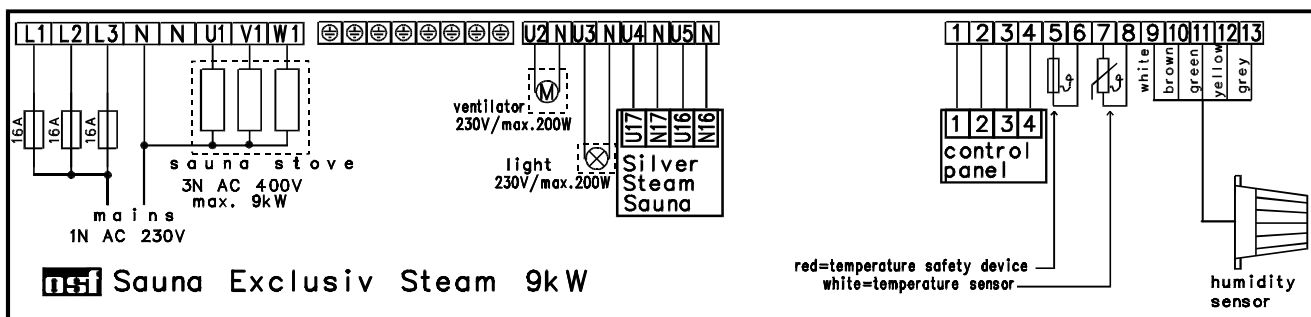 L1 L2 L3 N N U1 V1 W1
U2 N U3 N U4 N U5 N
1 2 3 4 5 6 7 8 9 10 11 12 13
16A 16A 16A
sauna stove
3N AC 400V
max. 9kW
mains
1N AC 230V
M
ventilator
230V/max.200W
light
230V/max.200W
U17 N17 U16 N16
Silver
Steam
Sauna
1 2 3 4
control
panel
ϑ ϑ
white
brown
green
yellow
grey
red=temperature safety device
white=temperature sensor
humidity
sensor
osf Sauna Exclusiv Steam 9kW